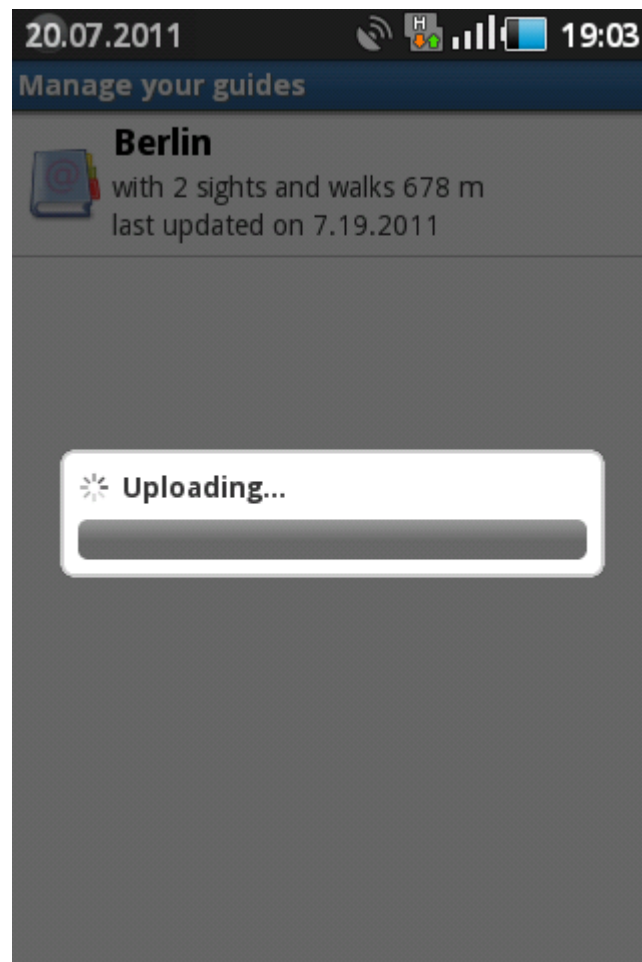 20.07.2011 H 19:03
Manage your guides
Berlin
with 2 sights and walks 678 m
last updated on 7.19.2011
@
Uploading...